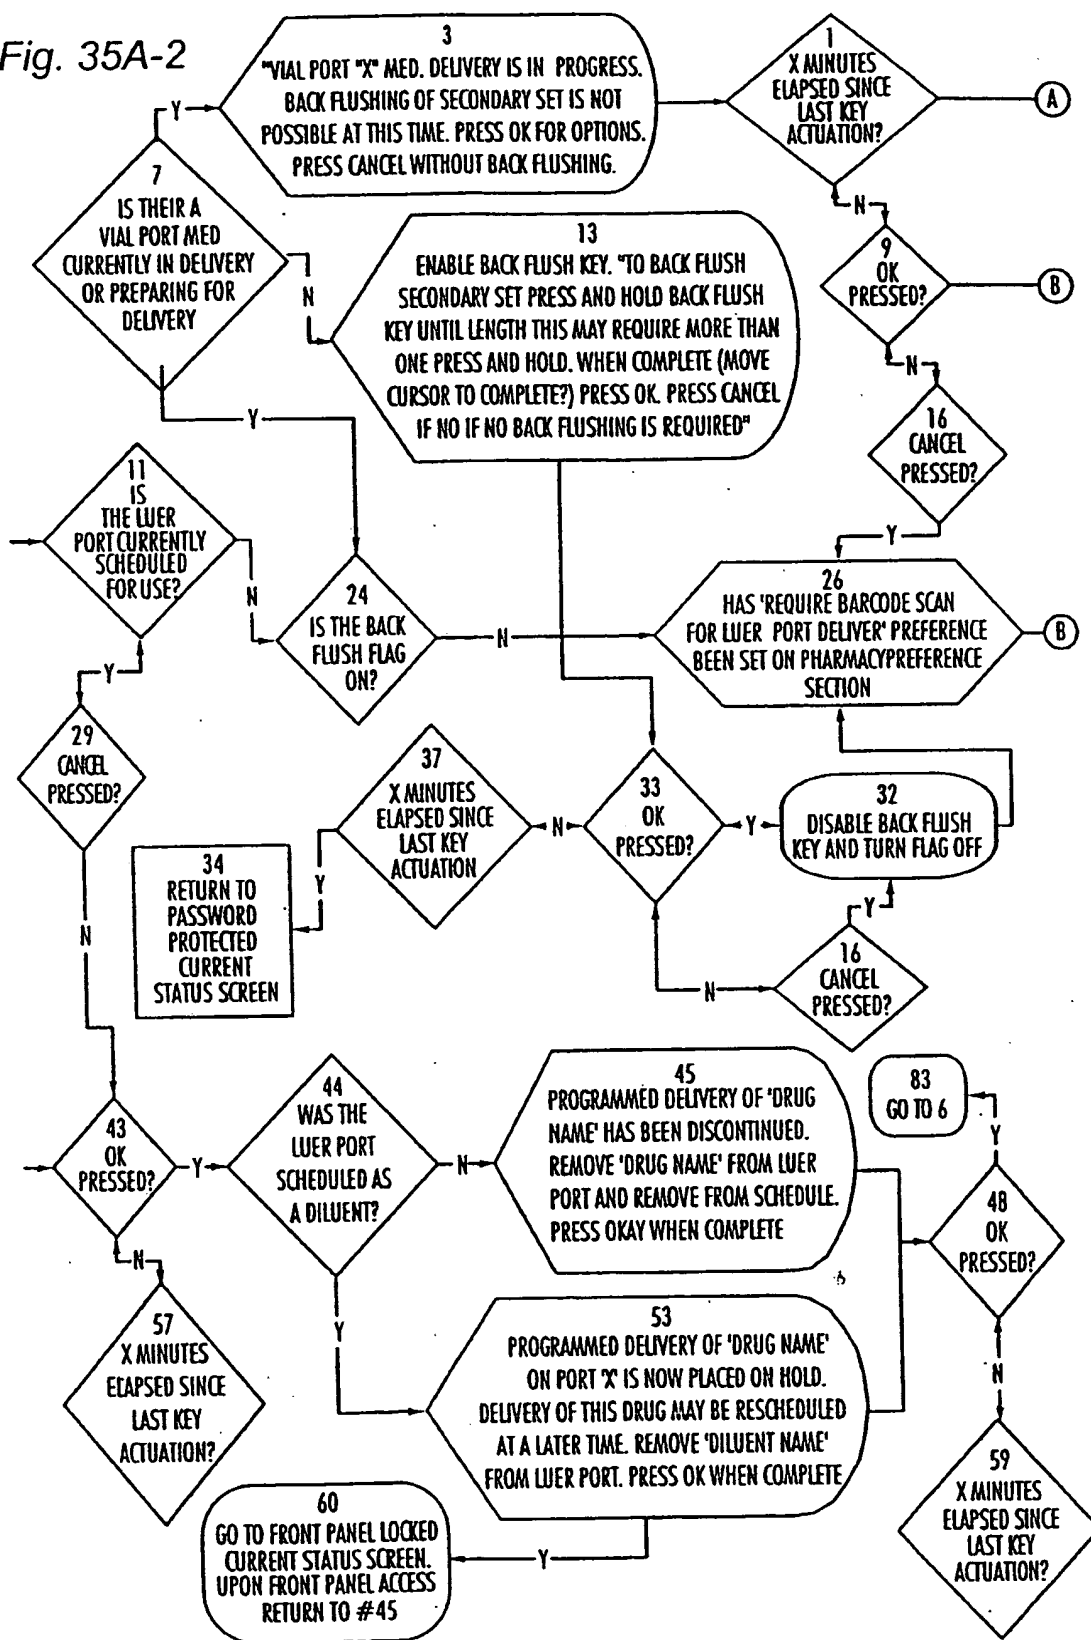 Fig. 35A-2
3
"VIAL PORT "X" MED. DELIVERY IS IN PROGRESS.
BACK FLUSHING OF SECONDARY SET IS NOT
POSSIBLE AT THIS TIME. PRESS OK FOR OPTIONS.
PRESS CANCEL WITHOUT BACK FLUSHING.
1
X MINUTES
ELAPSED SINCE
LAST KEY
ACTUATION?
A
Y
7
IS THEIR A
VIAL PORT MED
CURRENTLY IN DELIVERY
OR PREPARING FOR
DELIVERY
N
13
ENABLE BACK FLUSH KEY. "TO BACK FLUSH
SECONDARY SET PRESS AND HOLD BACK FLUSH
KEY UNTIL LENGTH THIS MAY REQUIRE MORE THAN
ONE PRESS AND HOLD. WHEN COMPLETE (MOVE
CURSOR TO COMPLETE?) PRESS OK. PRESS CANCEL
IF NO IF NO BACK FLUSHING IS REQUIRED"
N
9
OK
PRESSED?
B
N
16
CANCEL
PRESSED?
Y
Y
11
IS
THE LUER
PORT CURRENTLY
SCHEDULED
FOR USE?
N
24
IS THE BACK
FLUSH FLAG
ON?
N
26
HAS 'REQUIRE BARCODE SCAN
FOR LUER PORT DELIVER' PREFERENCE
BEEN SET ON PHARMACYPREFERENCE
SECTION
B
Y
29
CANCEL
PRESSED?
N
37
X MINUTES
ELAPSED SINCE
LAST KEY
ACTUATION
N
33
OK
PRESSED?
Y
32
DISABLE BACK FLUSH
KEY AND TURN FLAG OFF
Y
34
RETURN TO
PASSWORD
PROTECTED
CURRENT
STATUS SCREEN
Y
N
16
CANCEL
PRESSED?
43
OK
PRESSED?
Y
44
WAS THE
LUER PORT
SCHEDULED AS
A DILUENT?
N
45
PROGRAMMED DELIVERY OF 'DRUG
NAME' HAS BEEN DISCONTINUED.
REMOVE 'DRUG NAME' FROM LUER
PORT AND REMOVE FROM SCHEDULE.
PRESS OKAY WHEN COMPLETE
83
GO TO 6
Y
48
OK
PRESSED?
N
57
X MINUTES
ELAPSED SINCE
LAST KEY
ACTUATION?
Y
53
PROGRAMMED DELIVERY OF 'DRUG NAME'
ON PORT 'X' IS NOW PLACED ON HOLD.
DELIVERY OF THIS DRUG MAY BE RESCHEDULED
AT A LATER TIME. REMOVE 'DILUENT NAME'
FROM LUER PORT. PRESS OK WHEN COMPLETE
N
59
X MINUTES
ELAPSED SINCE
LAST KEY
ACTUATION?
60
GO TO FRONT PANEL LOCKED
CURRENT STATUS SCREEN.
UPON FRONT PANEL ACCESS
RETURN TO #45
Y